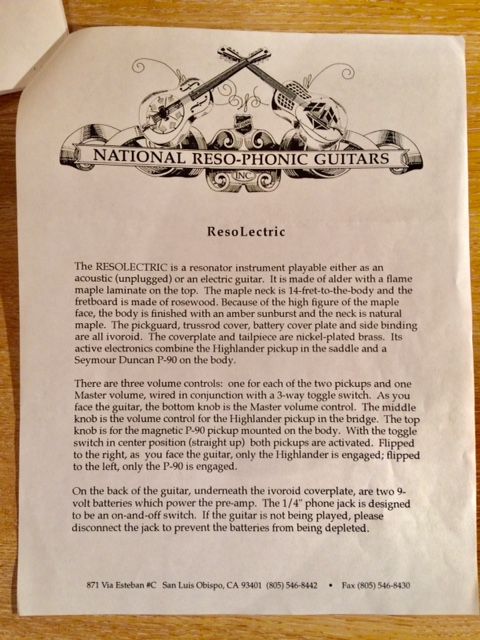 NATIONAL RESO-PHONIC GUITARS
INC.
ResoLectric
The RESOLECTRIC is a resonator instrument playable either as an
acoustic (unplugged) or an electric guitar.  It is made of alder with a flame
maple laminate on the top.  The maple neck is 14-fret-to-the-body and the
fretboard is made of rosewood. Because of the high figure of the maple
face, the body is finished with an amber sunburst and the neck is natural
maple.  The pickguard, trussrod cover, battery cover plate and side binding
are all ivoroid.  The coverplate and tailpiece are nickel-plated brass.  Its
active electronics combine the Highlander pickup in the saddle and a
Seymour Duncan P-90 on the body.
There are three volume controls:  one for each of the two pickups and one
Master volume, wired in conjunction with a 3-way toggle switch.  As you
face the guitar, the bottom knob is the Master volume control.  The middle
knob is the volume control for the Highlander pickup in the bridge.  The top
knob is for the magnetic P-90 pickup mounted on the body.  With the toggle
switch in center position (straight up)  both pickups are activated.  Flipped
to the right, as  you face the guitar, only the Highlander is engaged; flipped
to the left, only the P-90 is engaged.
On the back of the guitar, underneath the ivoroid coverplate, are two 9-
volt batteries which power the pre-amp.  The 1/4" phone jack is designed
to be an on-and-off switch.  If the guitar is not being played, please
disconnect the jack to prevent the batteries from being depleted.
871 Via Esteban #C   San Luis Obispo, CA 93401  (805) 546-8442   •   Fax (805) 546-8430